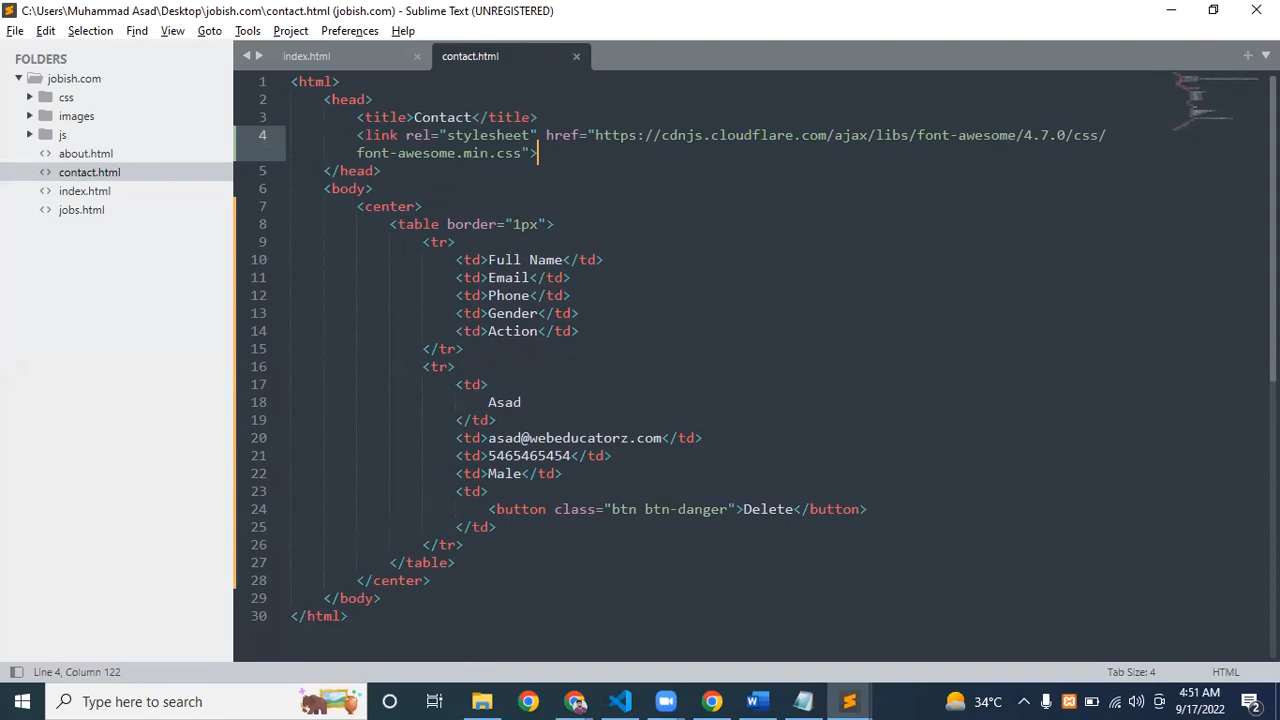 C:\Users\Muhammad Asad\Desktop\jobish.com\contact.html (jobish.com) - Sublime Text (UNREGISTERED)
File Edit Selection Find View Goto Tools Project Preferences Help
FOLDERS
jobish.com
css
images
js
about.html
contact.html
index.html
jobs.html
index.html contact.html
1 <html>
2 <head>
3 <title>Contact</title>
4 <link rel="stylesheet" href="https://cdnjs.cloudflare.com/ajax/libs/font-awesome/4.7.0/css/
font-awesome.min.css">
5 </head>
6 <body>
7 <center>
8 <table border="1px">
9 <tr>
10 <td>Full Name</td>
11 <td>Email</td>
12 <td>Phone</td>
13 <td>Gender</td>
14 <td>Action</td>
15 </tr>
16 <tr>
17 <td>
18 Asad
19 </td>
20 <td>asad@webeducatorz.com</td>
21 <td>5465465454</td>
22 <td>Male</td>
23 <td>
24 <button class="btn btn-danger">Delete</button>
25 </td>
26 </tr>
27 </table>
28 </center>
29 </body>
30 </html>
Line 4, Column 122 Tab Size: 4 HTML
Type here to search 34°C 4:51 AM
9/17/2022 2